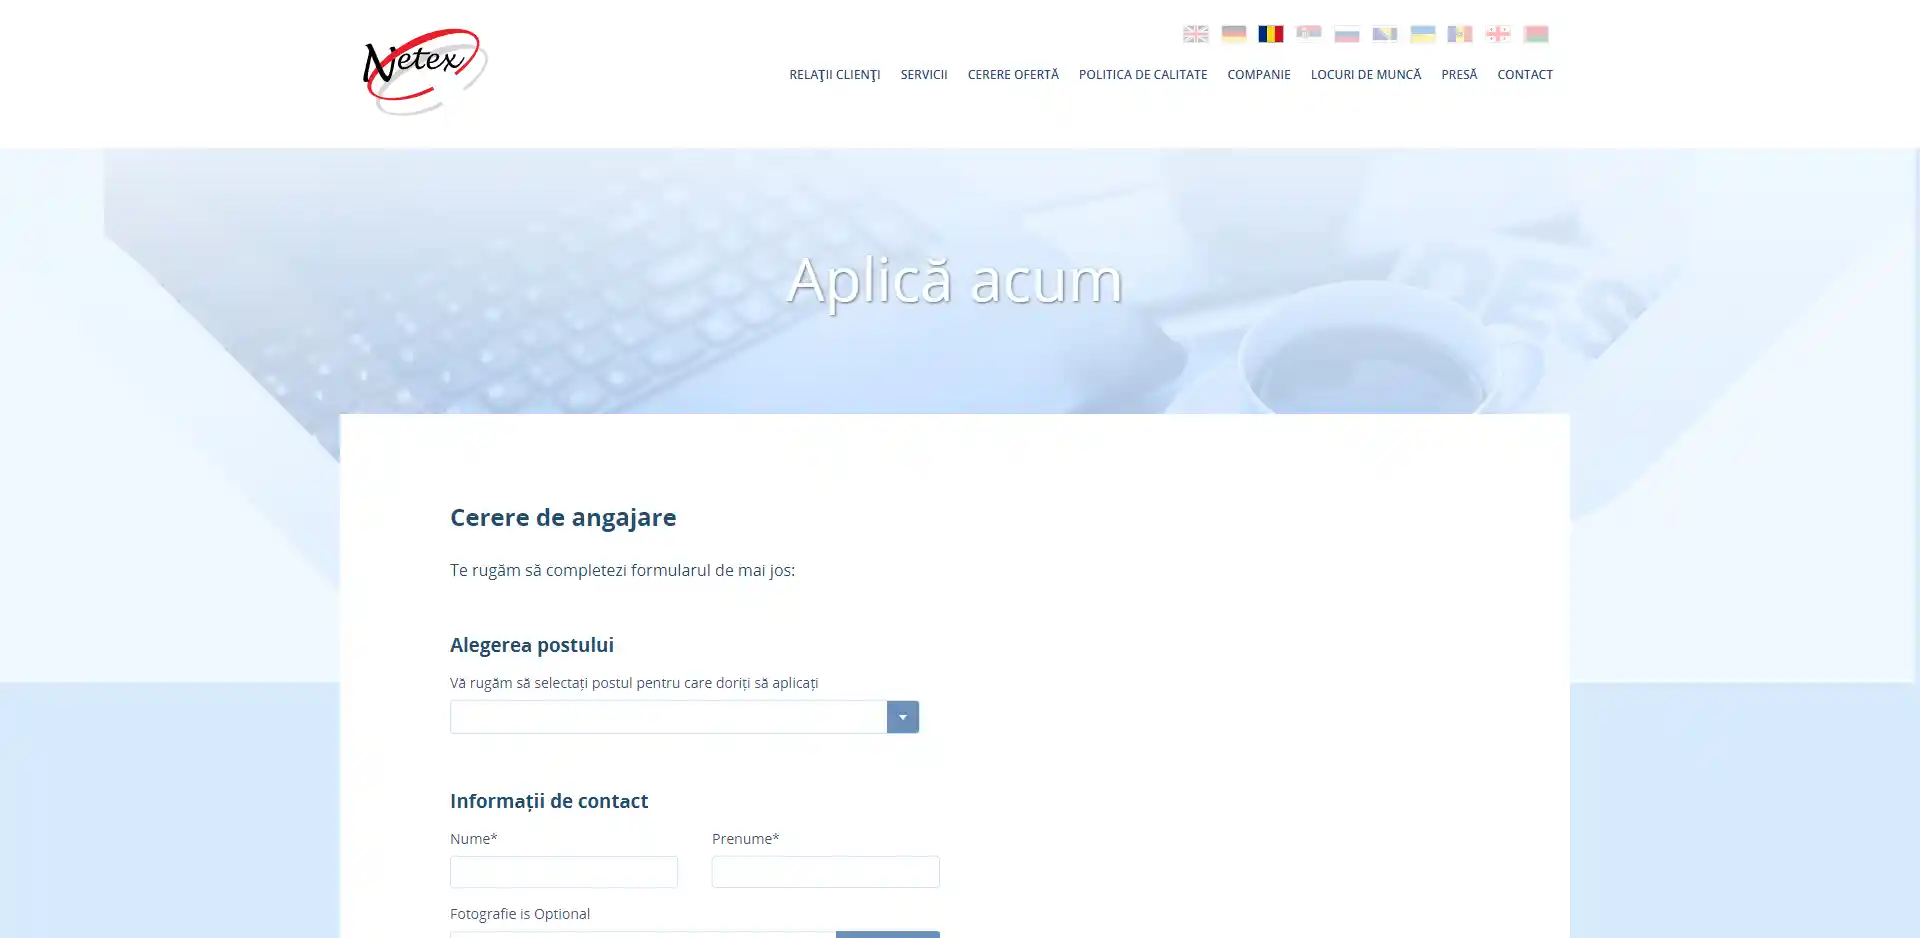 Netex
RELAŢII CLIENŢI SERVICII CERERE OFERTĂ POLITICA DE CALITATE COMPANIE LOCURI DE MUNCĂ PRESĂ CONTACT
Aplică acum
Cerere de angajare
Te rugăm să completezi formularul de mai jos:
Alegerea postului
Vă rugăm să selectați postul pentru care doriți să aplicați
Informații de contact
Nume* Prenume*
Fotografie is Optional